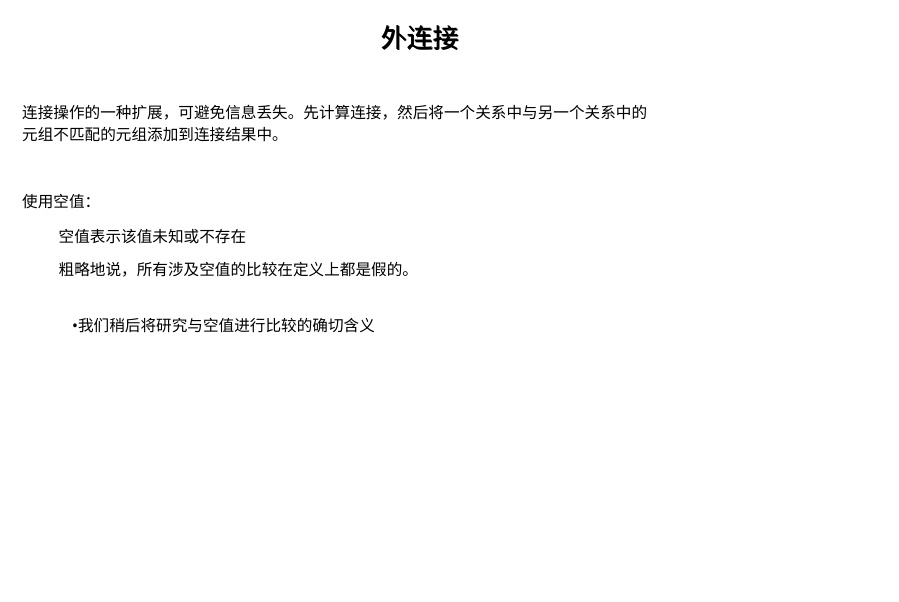 外连接
连接操作的一种扩展，可避免信息丢失。先计算连接，然后将一个关系中与另一个关系中的
元组不匹配的元组添加到连接结果中。
使用空值：
空值表示该值未知或不存在
粗略地说，所有涉及空值的比较在定义上都是假的。
•我们稍后将研究与空值进行比较的确切含义